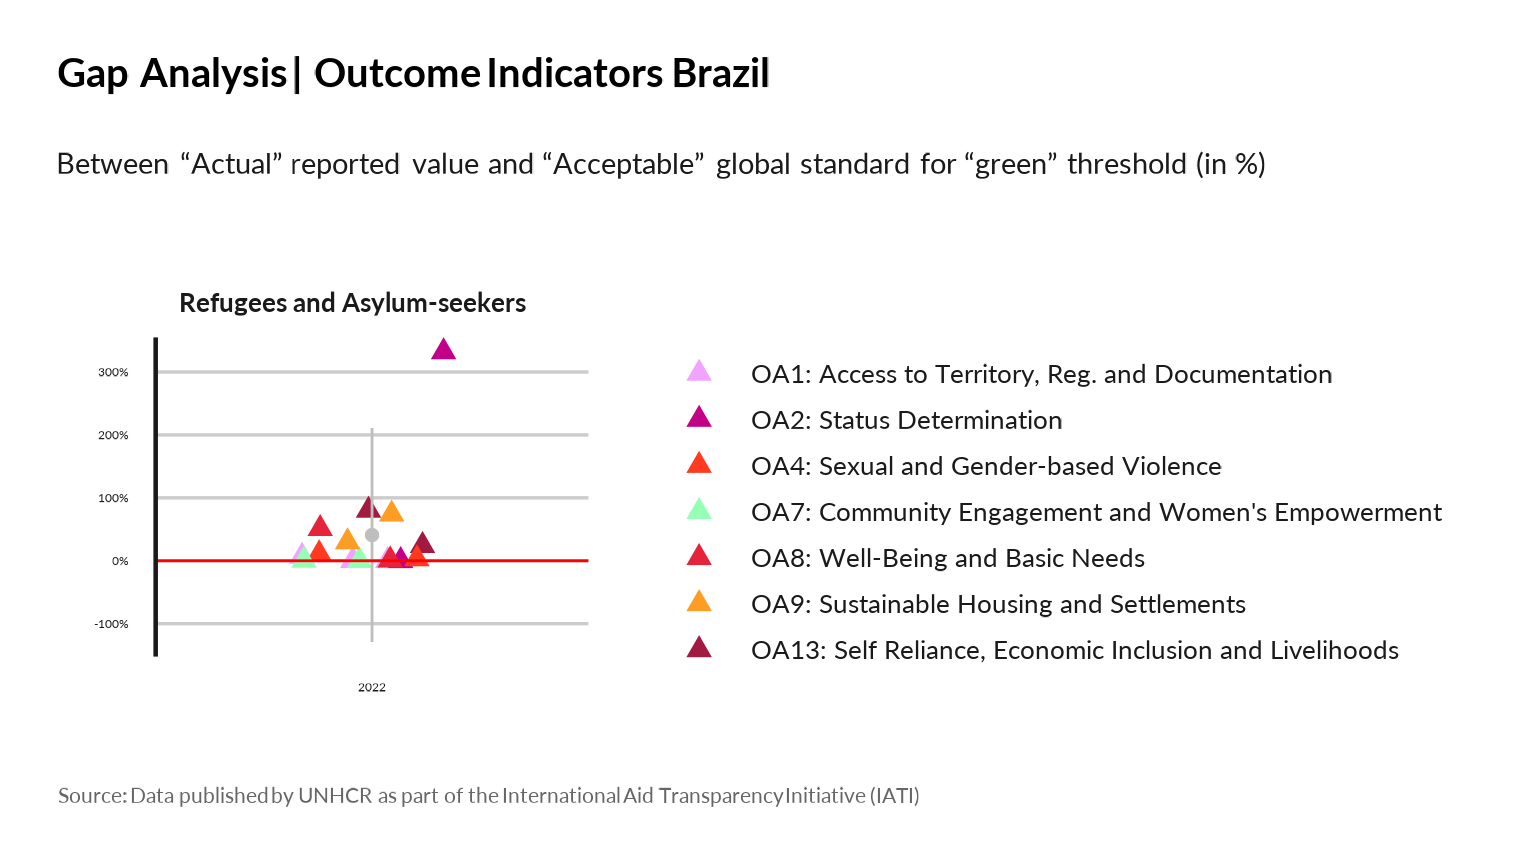 Gap Analysis| Outcome Indicators Brazil
Between “Actual” reported value and “Acceptable” global standard for “green” threshold (in %)
Refugees and Asylum-seekers
300%
200%
100%
0%
-100%
2022
OA1: Access to Territory, Reg. and Documentation
OA2: Status Determination
OA4: Sexual and Gender-based Violence
OA7: Community Engagement and Women's Empowerment
OA8: Well-Being and Basic Needs
OA9: Sustainable Housing and Settlements
OA13: Self Reliance, Economic Inclusion and Livelihoods
Source: Data published by UNHCR as part of the International Aid Transparency Initiative (IATI)